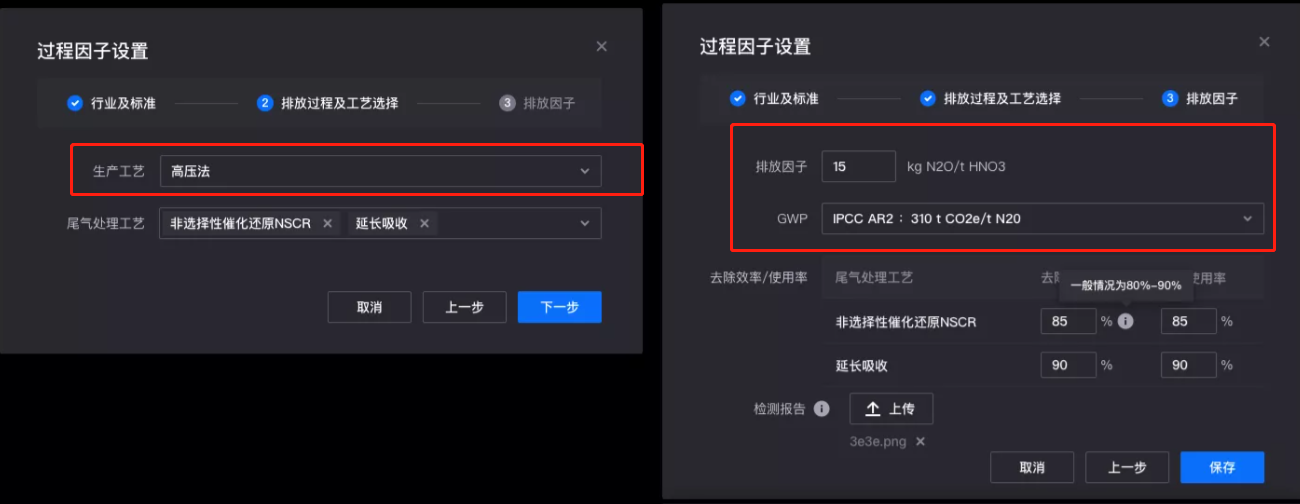 过程因子设置
行业及标准
2 排放过程及工艺选择
3 排放因子
生产工艺 高压法
尾气处理工艺 非选择性催化还原NSCR 延长吸收
取消 上一步 下一步
过程因子设置
行业及标准
排放过程及工艺选择
3 排放因子
排放因子 15 kg N2O/t HNO3
GWP IPCC AR2： 310 t CO2e/t N20
去除效率/使用率 尾气处理工艺 去 使用率
一般情况为80%~90%
非选择性催化还原NSCR 85 % 85 %
延长吸收 90 % 90 %
检测报告 上传
3e3e.png
取消 上一步 保存